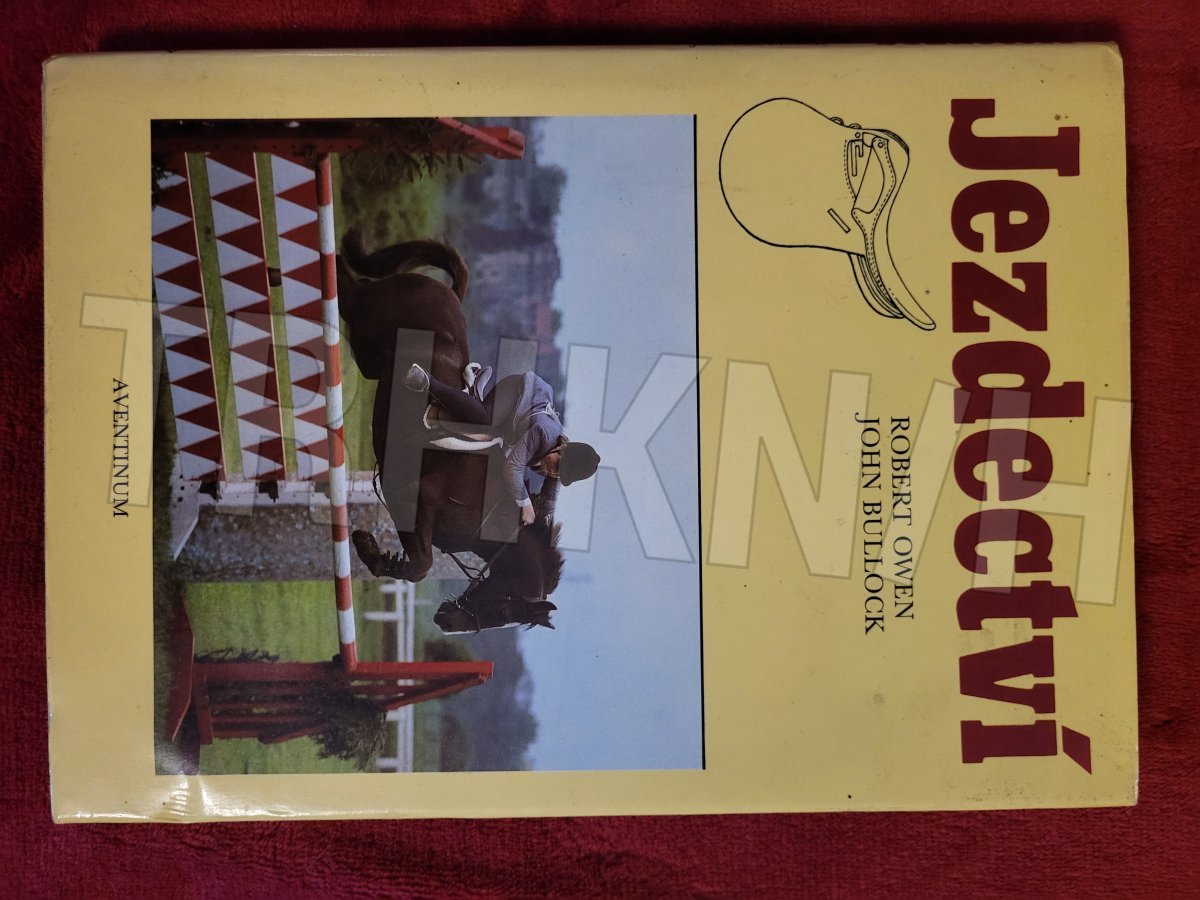 Jezdectví
ROBERT OWEN
JOHN BULLOCK
AVENTINUM